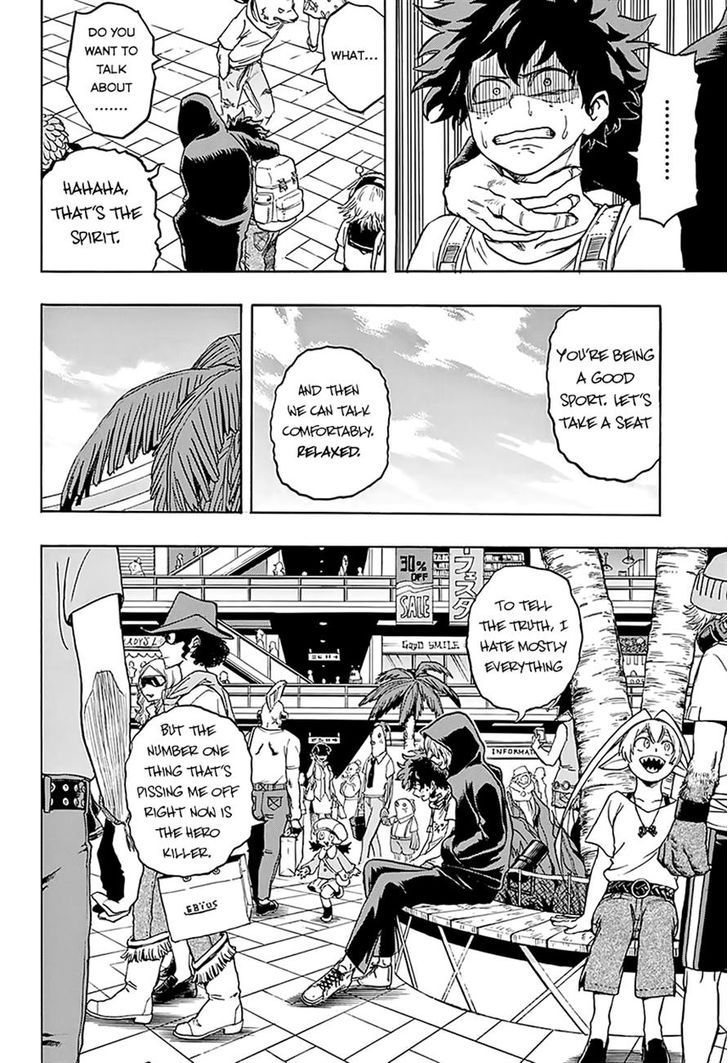 .........
WHAT...
DO YOU
WANT TO
TALK
ABOUT
.......
HAHAHA,
THAT'S THE
SPIRIT.
YOU'RE BEING
A GOOD
SPORT. LET'S
TAKE A SEAT
AND THEN
WE CAN TALK
COMFORTABLY.
RELAXED.
TO TELL
THE TRUTH, I
HATE MOSTLY
EVERYTHING
BUT THE
NUMBER ONE
THING THAT'S
PISSING ME OFF
RIGHT NOW IS
THE HERO
KILLER.
30%
OFF
SALE
ーフェスタ
GOOD SMILE
INFORMAT
EBIUS